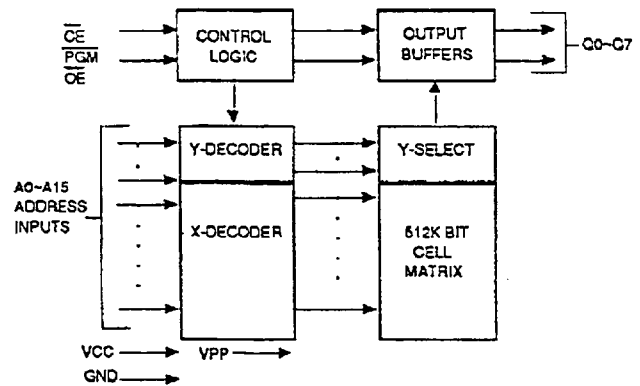 CE
PGM
OE
CONTROL
LOGIC
OUTPUT
BUFFERS
Q0~Q7
A0~A15
ADDRESS
INPUTS
Y-DECODER
X-DECODER
Y-SELECT
512K BIT
CELL
MATRIX
VCC
VPP
GND